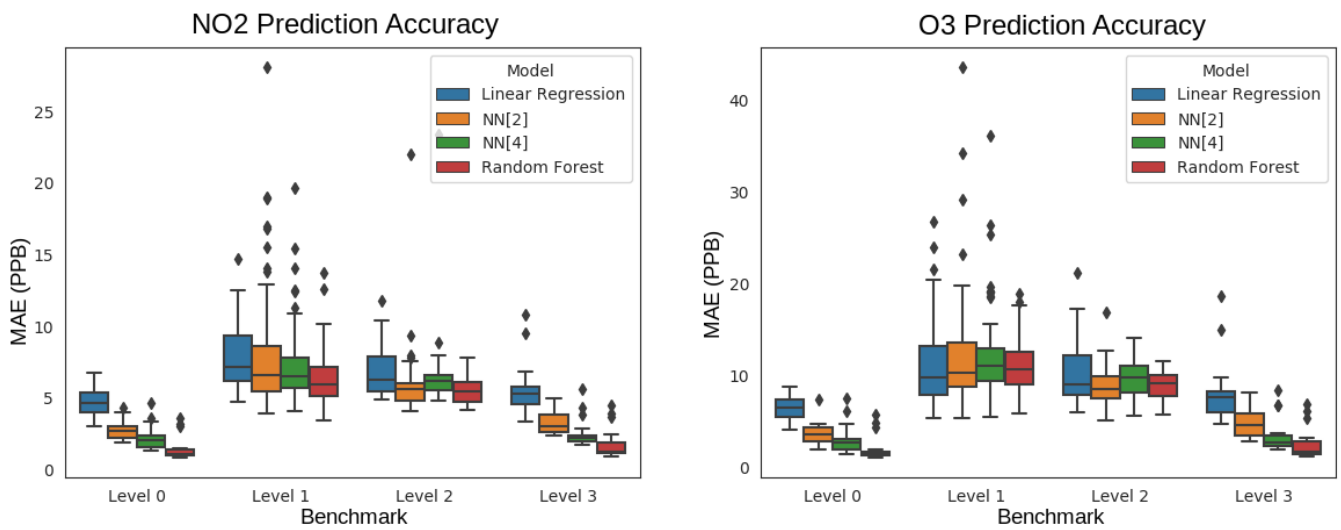 NO2 Prediction Accuracy
MAE (PPB)
25
20
15
10
5
0
Model
Linear Regression
NN[2]
NN[4]
Random Forest
Level 0
Level 1
Level 2
Level 3
Benchmark
O3 Prediction Accuracy
MAE (PPB)
40
30
20
10
0
Model
Linear Regression
NN[2]
NN[4]
Random Forest
Level 0
Level 1
Level 2
Level 3
Benchmark